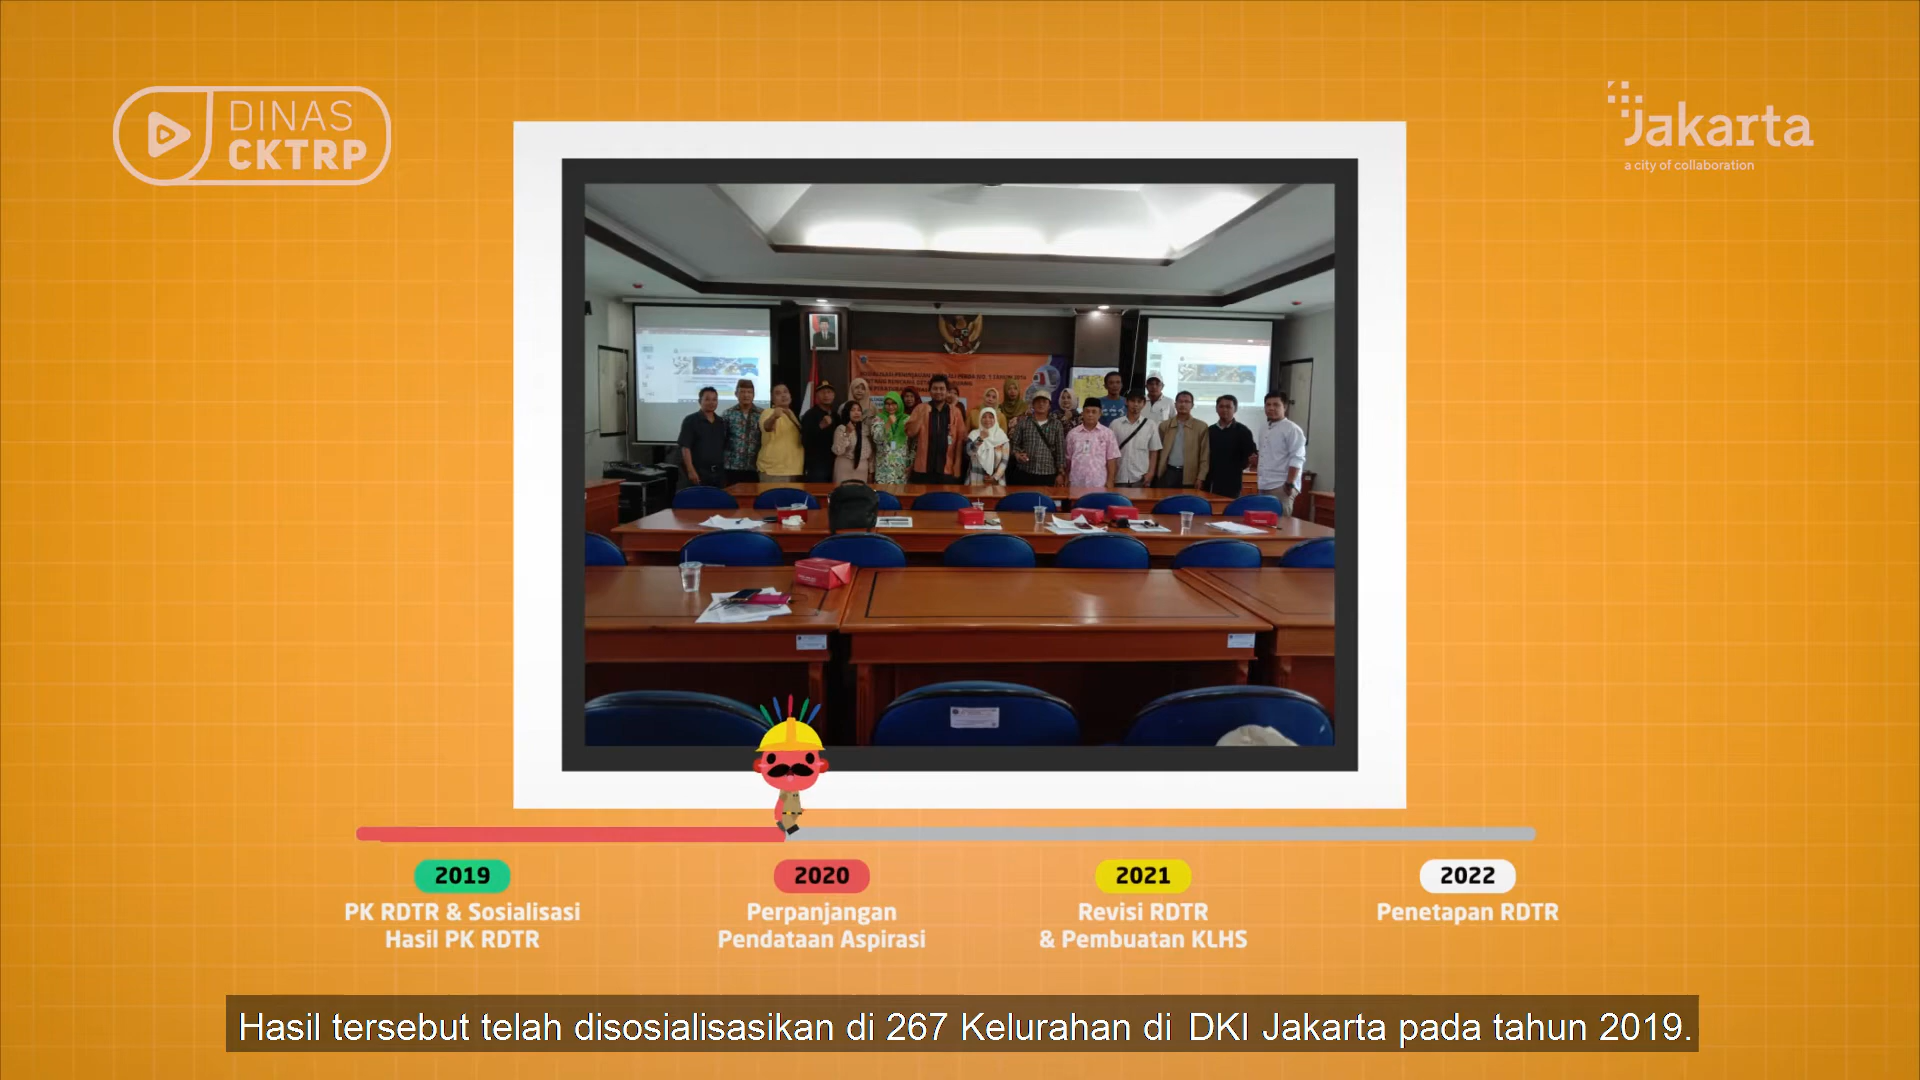 DINAS
CKTRP
Jakarta
a city of collaboration
2019
PK RDTR & Sosialisasi
Hasil PK RDTR
2020
Perpanjangan
Pendataan Aspirasi
2021
Revisi RDTR
& Pembuatan KLHS
2022
Penetapan RDTR
Hasil tersebut telah disosialisasikan di 267 Kelurahan di DKI Jakarta pada tahun 2019.